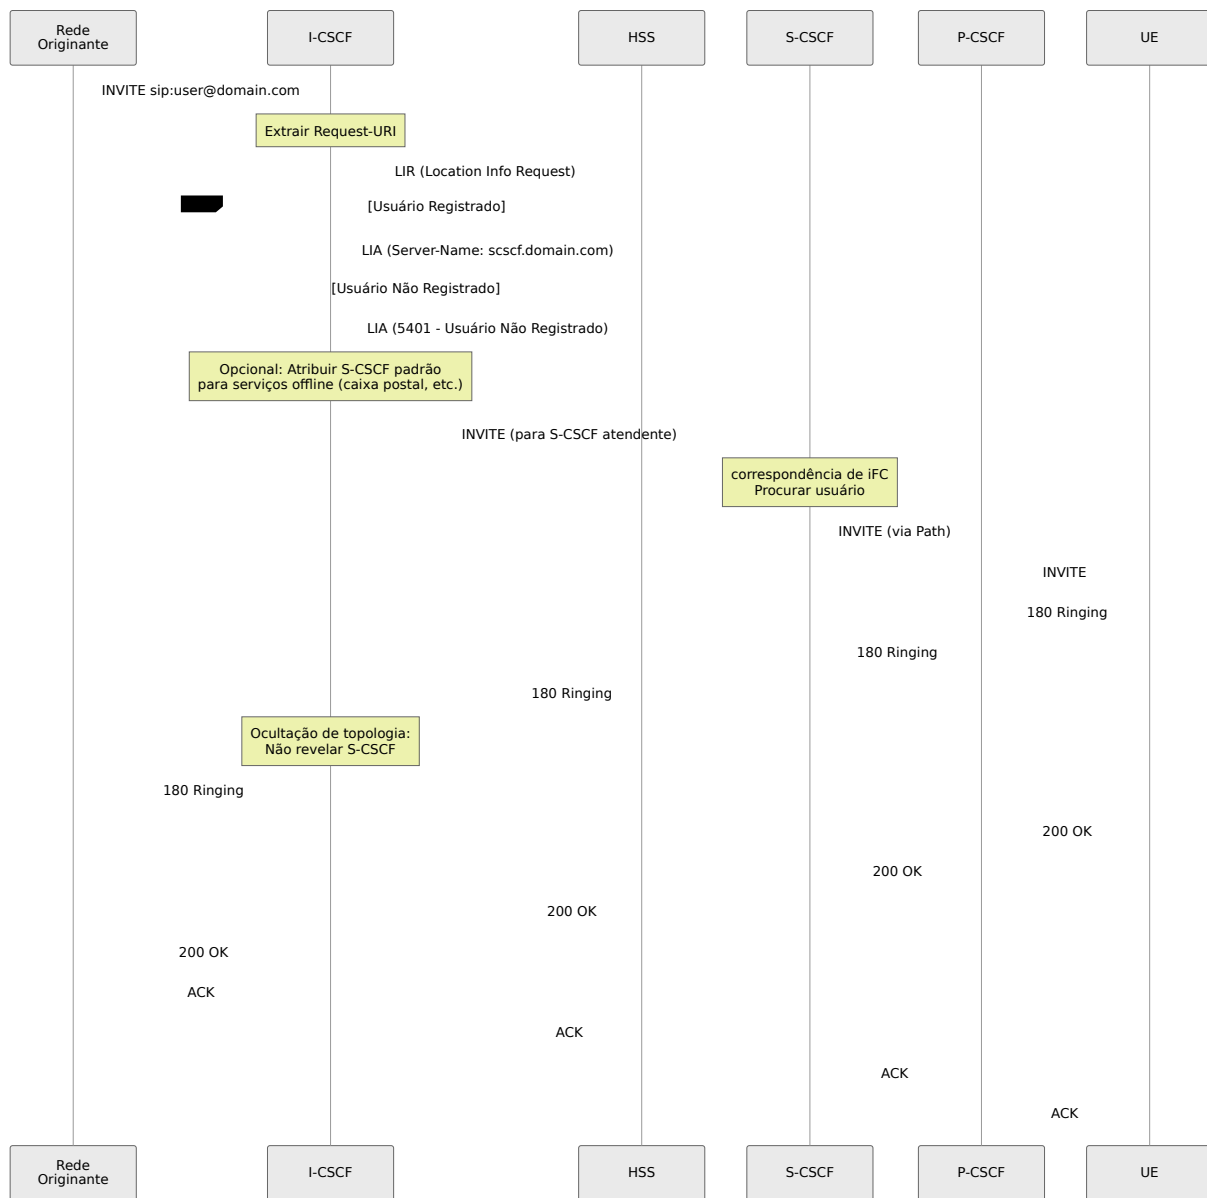 Rede
Originante
I-CSCF
HSS
S-CSCF
P-CSCF
UE
INVITE sip:user@domain.com
Extrair Request-URI
LIR (Location Info Request)
[Usuário Registrado]
LIA (Server-Name: scscf.domain.com)
[Usuário Não Registrado]
LIA (5401 - Usuário Não Registrado)
Opcional: Atribuir S-CSCF padrão
para serviços offline (caixa postal, etc.)
INVITE (para S-CSCF atendente)
correspondência de iFC
Procurar usuário
INVITE (via Path)
INVITE
180 Ringing
180 Ringing
180 Ringing
Ocultação de topologia:
Não revelar S-CSCF
180 Ringing
200 OK
200 OK
200 OK
200 OK
ACK
ACK
ACK
ACK
Rede
Originante
I-CSCF
HSS
S-CSCF
P-CSCF
UE